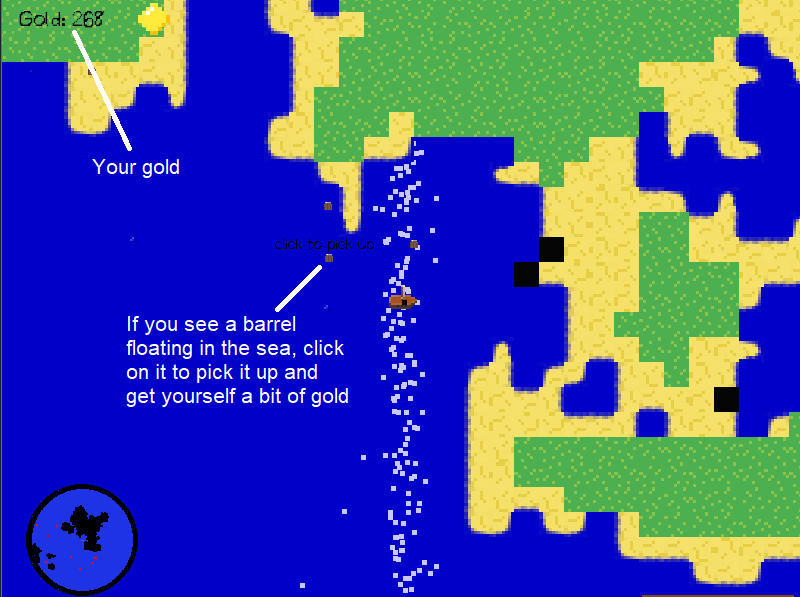 Gold: 268
Your gold
click to pick up
If you see a barrel
floating in the sea, click
on it to pick it up and
get yourself a bit of gold